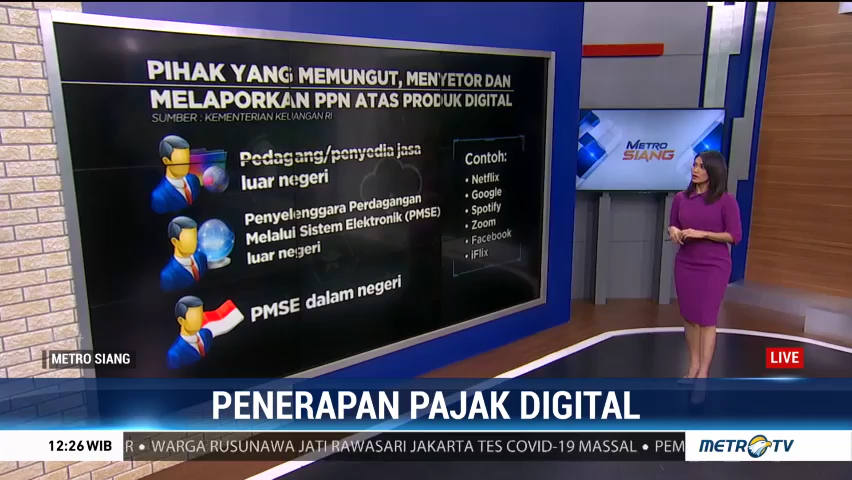 PIHAK YANG MEMUNGUT, MENYETOR DAN
MELAPORKAN PPN ATAS PRODUK DIGITAL
SUMBER : KEMENTERIAN KEUANGAN RI
Pedagang/penyedia jasa
luar negeri
Penyelenggara Perdagangan
Melalui Sistem Elektronik (PMSE)
luar negeri
PMSE dalam negeri
Contoh:
• Netflix
• Google
• Spotify
• Zoom
• Facebook
• iFlix
METRO
SIANG
METRO SIANG
LIVE
PENERAPAN PAJAK DIGITAL
12:26 WIB
R • WARGA RUSUNAWA JATI RAWASARI JAKARTA TES COVID-19 MASSAL • PEM
METRO TV